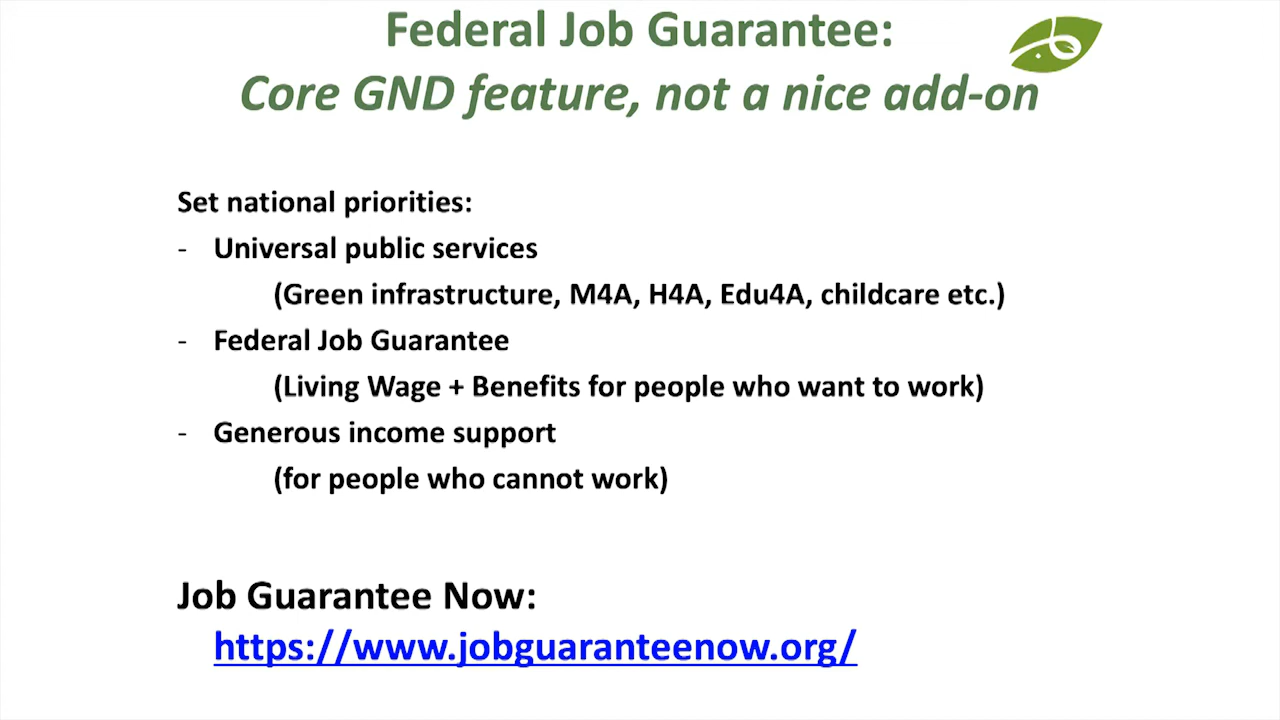 Federal Job Guarantee:
Core GND feature, not a nice add-on
Set national priorities:
- Universal public services
(Green infrastructure, M4A, H4A, Edu4A, childcare etc.)
- Federal Job Guarantee
(Living Wage + Benefits for people who want to work)
- Generous income support
(for people who cannot work)
Job Guarantee Now:
https://www.jobguaranteenow.org/